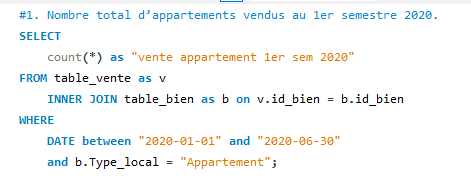 #1. Nombre total d’appartements vendus au 1er semestre 2020.
SELECT
count(*) as "vente appartement 1er sem 2020"
FROM table_vente as v
INNER JOIN table_bien as b on v.id_bien = b.id_bien
WHERE
DATE between "2020-01-01" and "2020-06-30"
and b.Type_local = "Appartement";